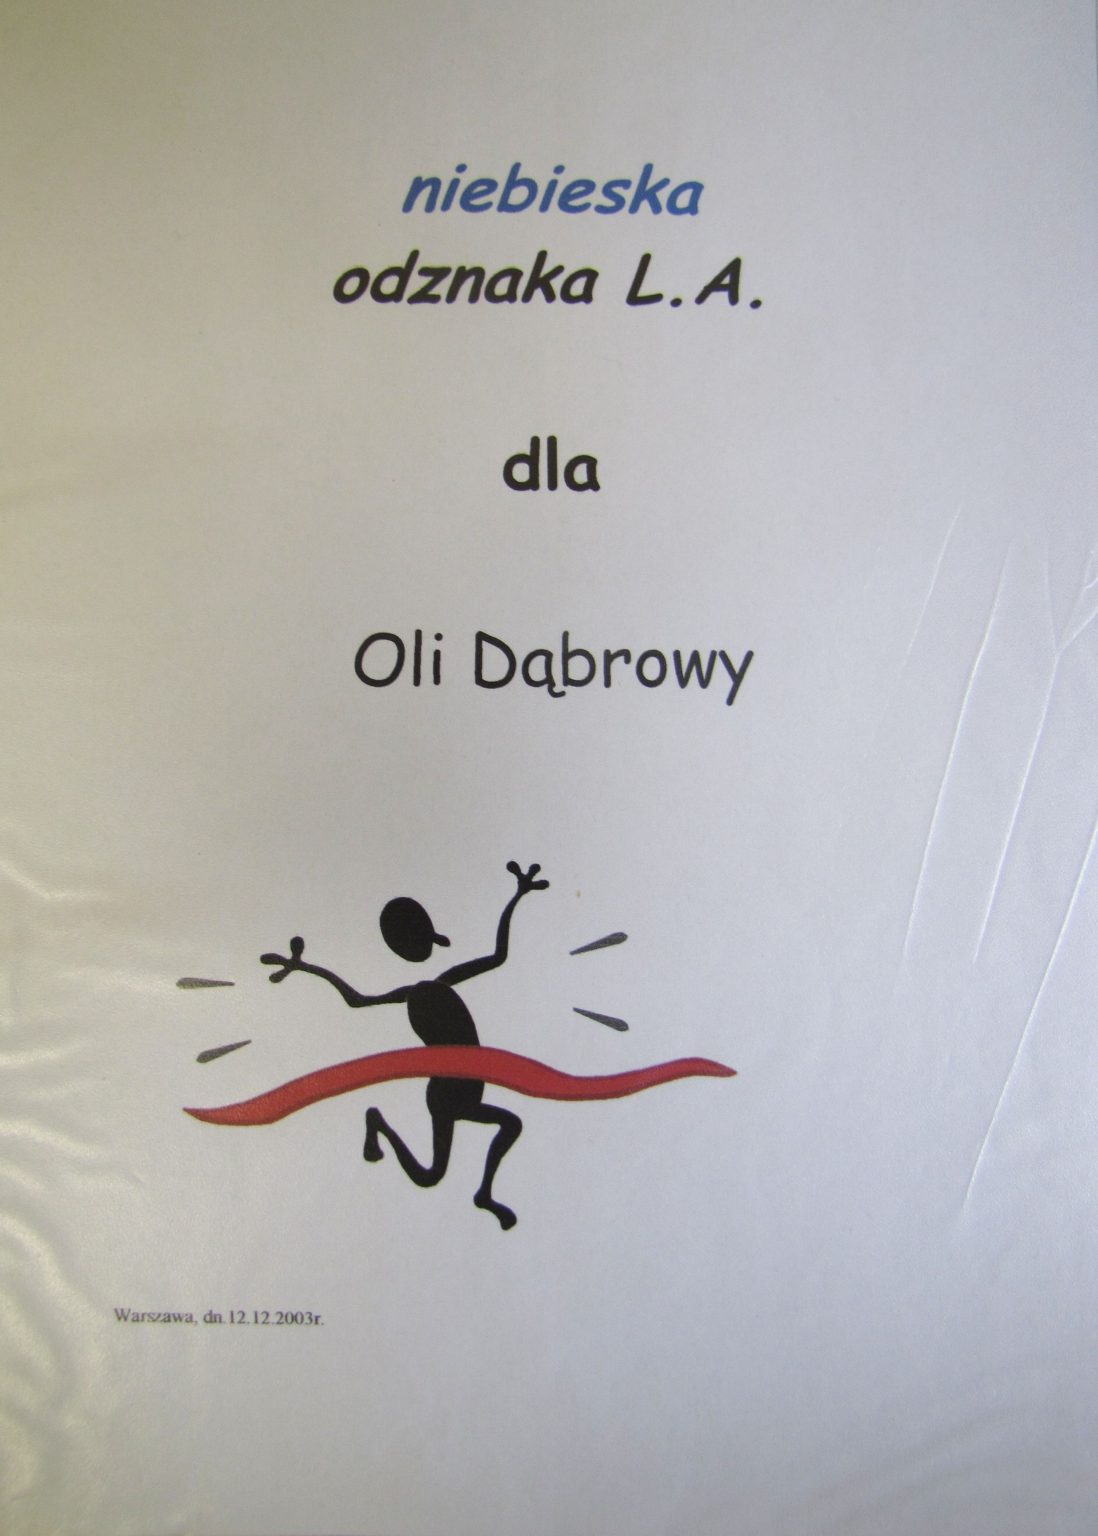 niebieska
odznaka L.A.
dla
Oli Dąbrowy
Warszawa, dn.12.12.2003r.